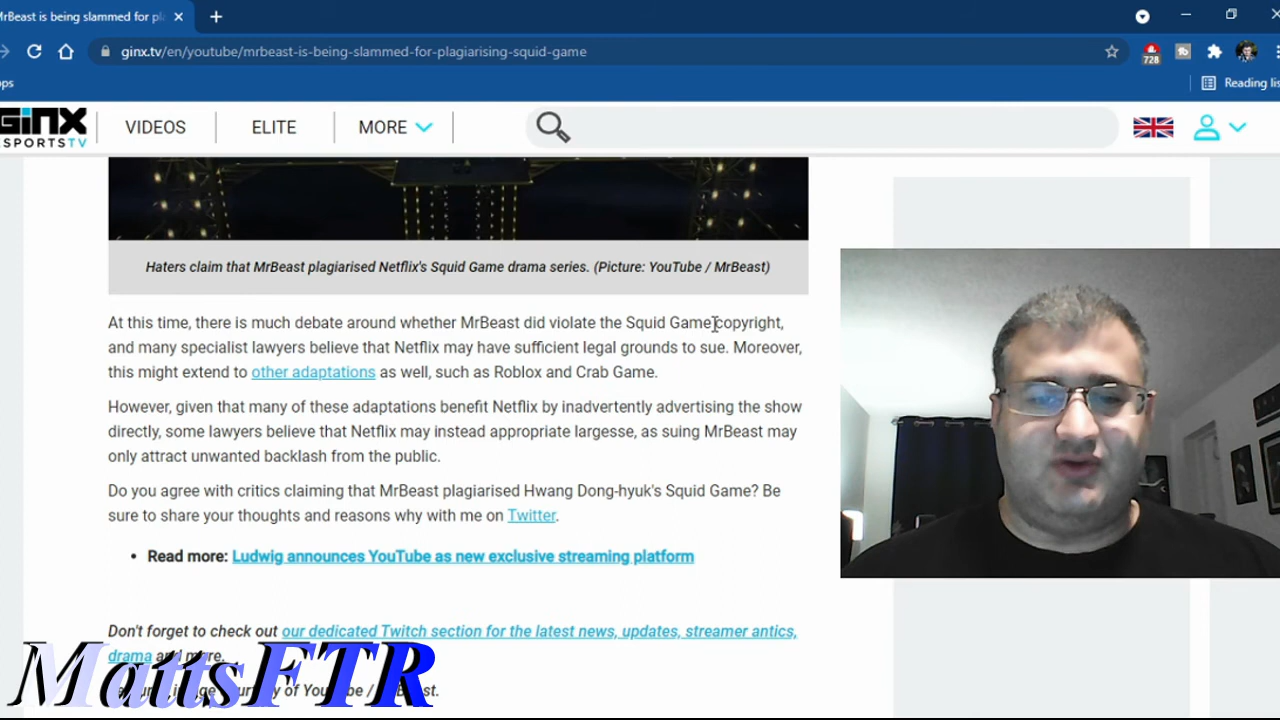 MrBeast is being slammed for pl
ginx.tv/en/youtube/mrbeast-is-being-slammed-for-plagiarising-squid-game
728
Reading lis
GINX
ESPORTSTV
VIDEOS
ELITE
MORE
Haters claim that MrBeast plagiarised Netflix's Squid Game drama series. (Picture: YouTube / MrBeast)
At this time, there is much debate around whether MrBeast did violate the Squid Game copyright,
and many specialist lawyers believe that Netflix may have sufficient legal grounds to sue. Moreover,
this might extend to other adaptations as well, such as Roblox and Crab Game.
However, given that many of these adaptations benefit Netflix by inadvertently advertising the show
directly, some lawyers believe that Netflix may instead appropriate largesse, as suing MrBeast may
only attract unwanted backlash from the public.
Do you agree with critics claiming that MrBeast plagiarised Hwang Dong-hyuk's Squid Game? Be
sure to share your thoughts and reasons why with me on Twitter.
• Read more: Ludwig announces YouTube as new exclusive streaming platform
Don't forget to check out our dedicated Twitch section for the latest news, updates, streamer antics,
drama and more.
MattsFTR